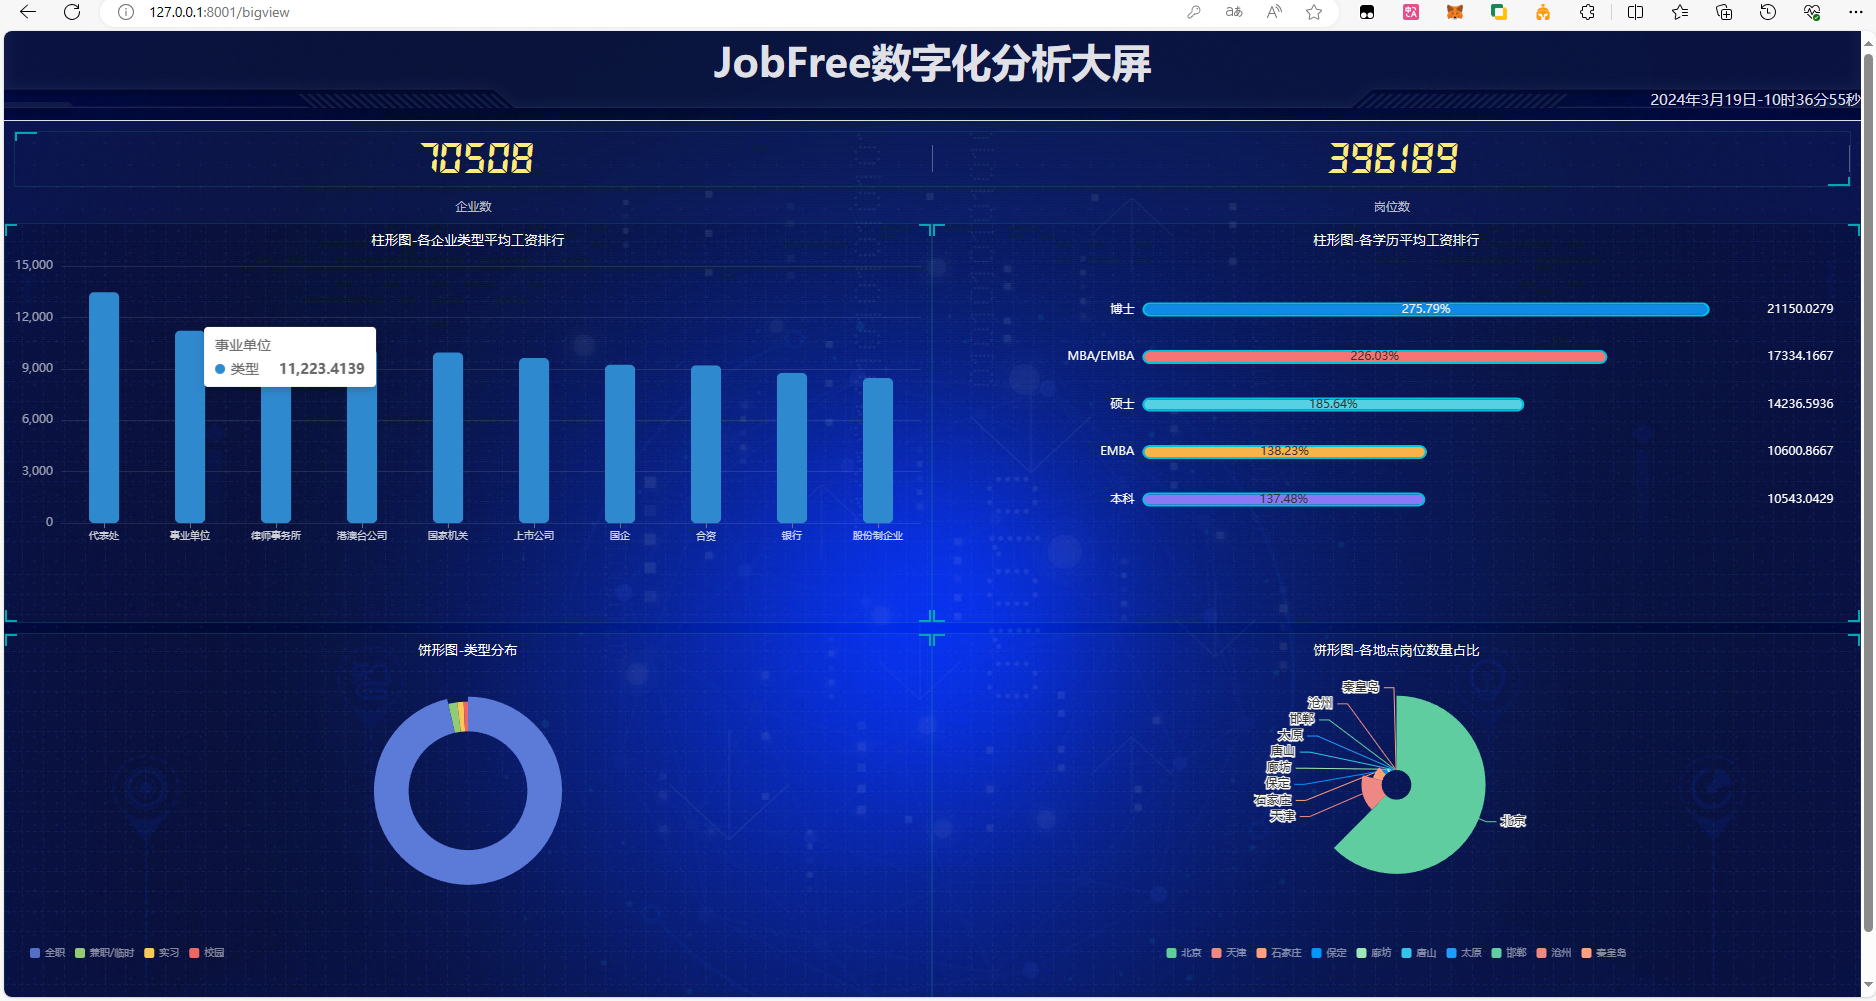 127.0.0.1:8001/bigview
JobFree数字化分析大屏
2024年3月19日-10时36分55秒
70508
396189
企业数
岗位数
柱形图-各企业类型平均工资排行
15,000
12,000
9,000
6,000
3,000
0
事业单位
类型 11,223.4139
代表处 事业单位 律师事务所 港澳台公司 国家机关 上市公司 国企 合资 银行 股份制企业
柱形图-各学历平均工资排行
博士 275.79% 21150.0279
MBA/EMBA 226.03% 17334.1667
硕士 185.64% 14236.5936
EMBA 138.23% 10600.8667
本科 137.48% 10543.0429
饼形图-类型分布
全职 兼职/临时 实习 校园
饼形图-各地点岗位数量占比
秦皇岛
沧州
邯郸
太原
唐山
廊坊
保定
石家庄
天津
北京
北京 天津 石家庄 保定 廊坊 唐山 太原 邯郸 沧州 秦皇岛